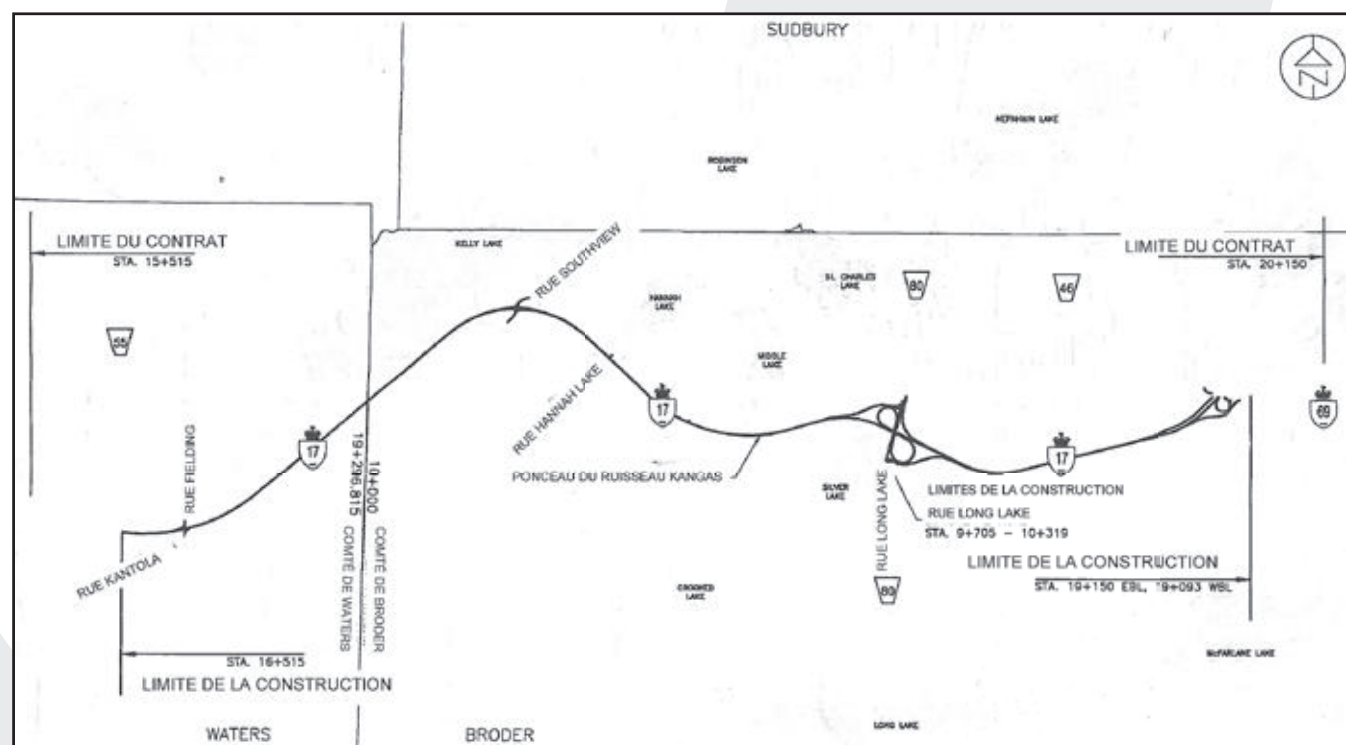 SUDBURY
N
ROBINSON
LAKE
LIMITE DU CONTRAT
STA. 15+515
KELLY LAKE
RUE SOUTHVIEW
LIMITE DU CONTRAT
STA. 20+150
HANNAH
LAKE
ST. CHARLES
LAKE
80
46
55
MIDDLE
LAKE
17
RUE HANNAH LAKE
69
17
RUE FIELDING
19+296.815
10+000
PONCEAU DU RUISSEAU KANGAS
SILVER
LAKE
RUE LONG LAKE
17
LIMITES DE LA CONSTRUCTION
RUE LONG LAKE
STA. 9+705 – 10+319
RUE KANTOLA
COMTÉ DE WATERS
COMTÉ DE BRODER
CROOKED
LAKE
80
LIMITE DE LA CONSTRUCTION
STA. 19+150 EBL, 19+093 WBL
STA. 16+515
LIMITE DE LA CONSTRUCTION
McFARLANE LAKE
WATERS
BRODER
LONG LAKE